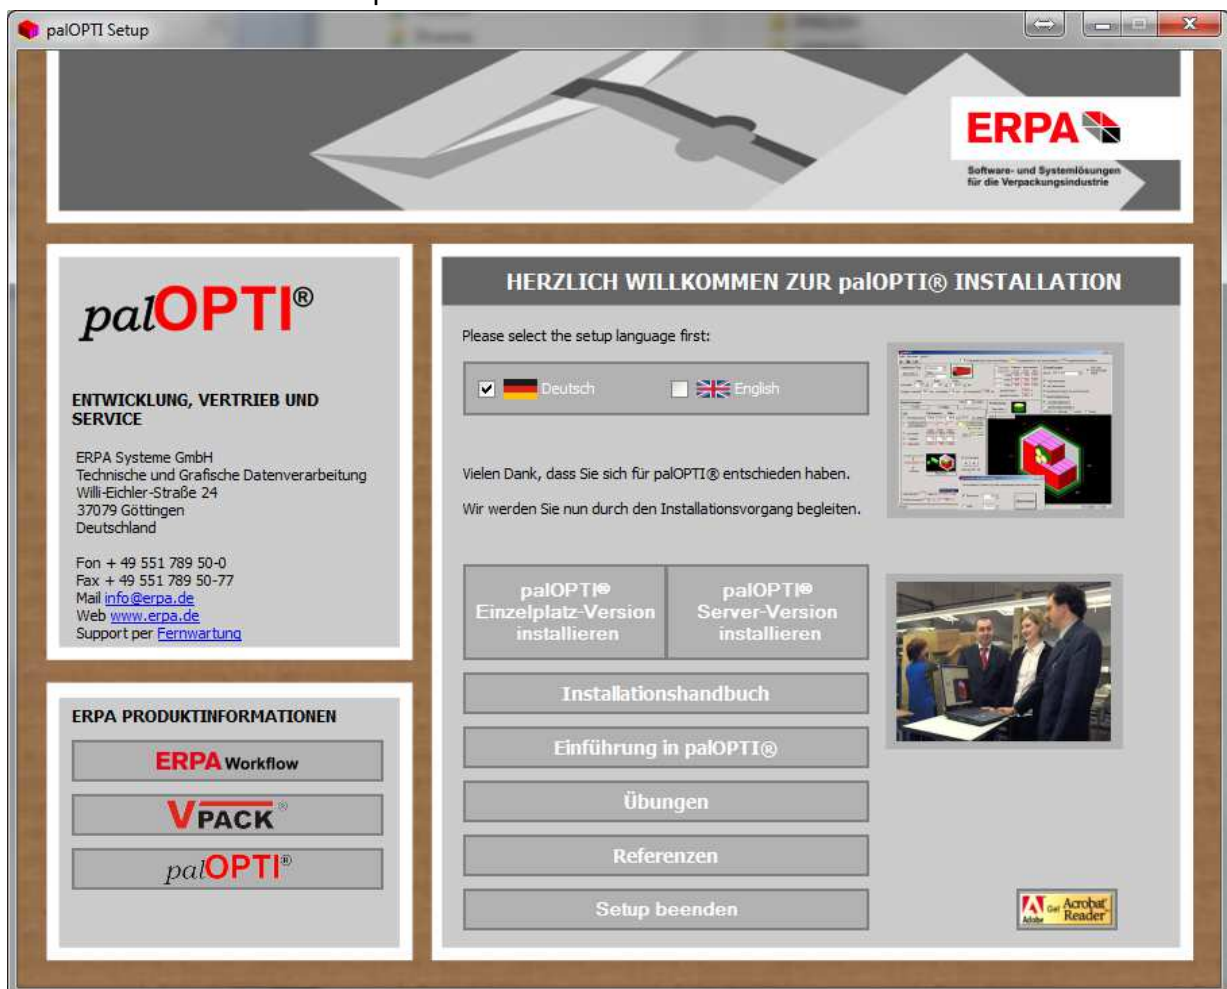 palOPTI Setup
ERPA
Software- und Systemlösungen
für die Verpackungsindustrie
palOPTI®
ENTWICKLUNG, VERTRIEB UND
SERVICE
ERPA Systeme GmbH
Technische und Grafische Datenverarbeitung
Willi-Eichler-Straße 24
37079 Göttingen
Deutschland
Fon + 49 551 789 50-0
Fax + 49 551 789 50-77
Mail info@erpa.de
Web www.erpa.de
Support per Fernwartung
ERPA PRODUKTINFORMATIONEN
ERPA Workflow
VPACK®
palOPTI®
HERZLICH WILLKOMMEN ZUR palOPTI® INSTALLATION
Please select the setup language first:
Deutsch
English
Vielen Dank, dass Sie sich für palOPTI® entschieden haben.
Wir werden Sie nun durch den Installationsvorgang begleiten.
palOPTI®
Einzelplatz-Version
installieren
palOPTI®
Server-Version
installieren
Installationshandbuch
Einführung in palOPTI®
Übungen
Referenzen
Setup beenden
Adobe
Get Acrobat
Reader